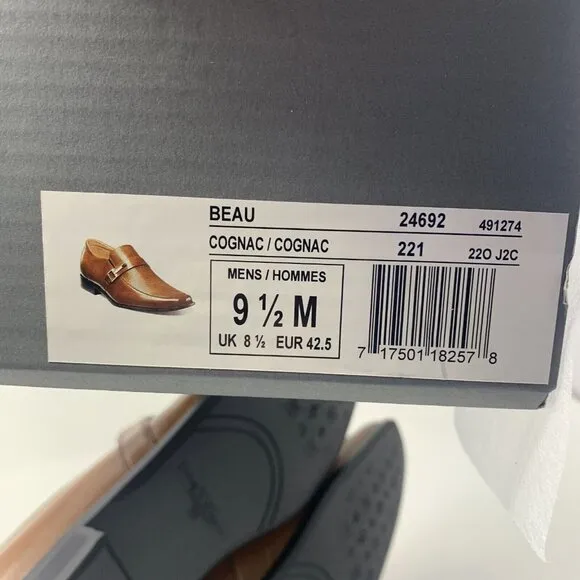 BEAU 24692 491274
COGNAC / COGNAC 221 22O J2C
MENS / HOMMES
9 ½ M
UK 8 ½ EUR 42.5
7 17501 18257 8